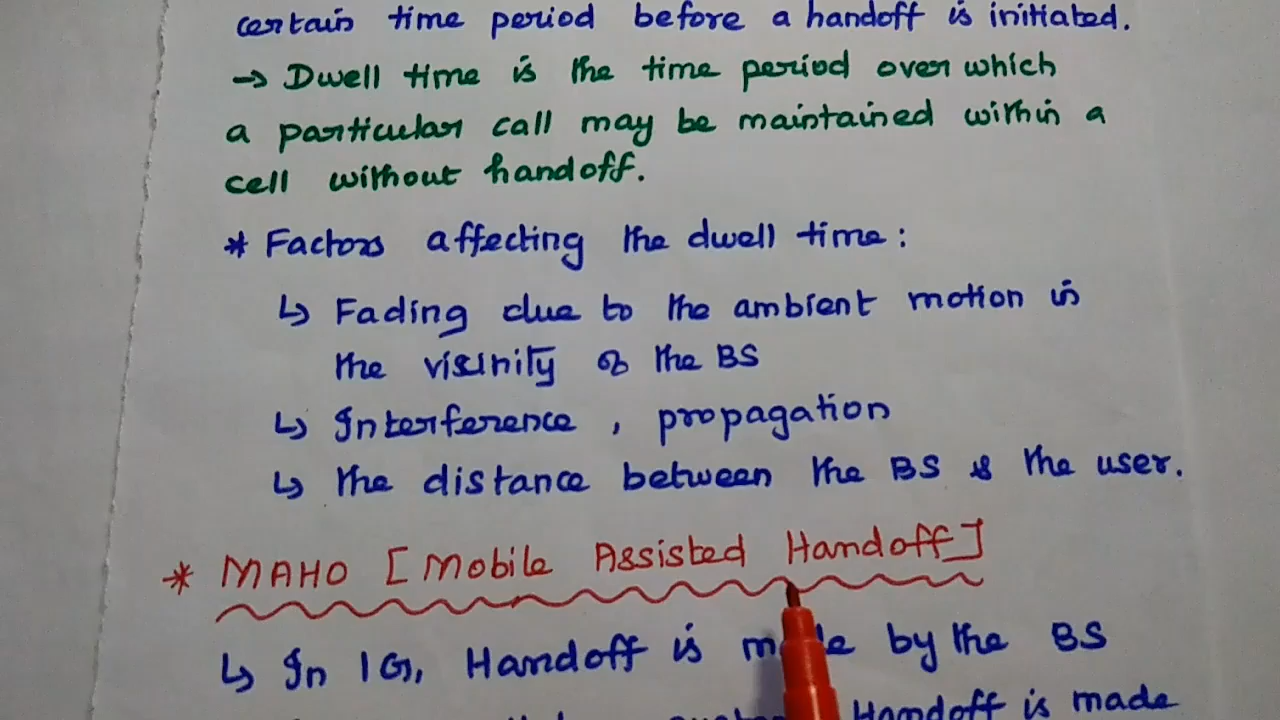 certain time period before a handoff is initiated.
→ Dwell time is the time period over which
a particular call may be maintained within a
cell without handoff.
* Factors affecting the dwell time:
↳ Fading due to the ambient motion in
the visinity of the BS
↳ Interference, propagation
↳ the distance between the BS & the user.
* MAHO [Mobile Assisted Handoff]
↳ In 1G, Handoff is made by the BS
Handoff is made